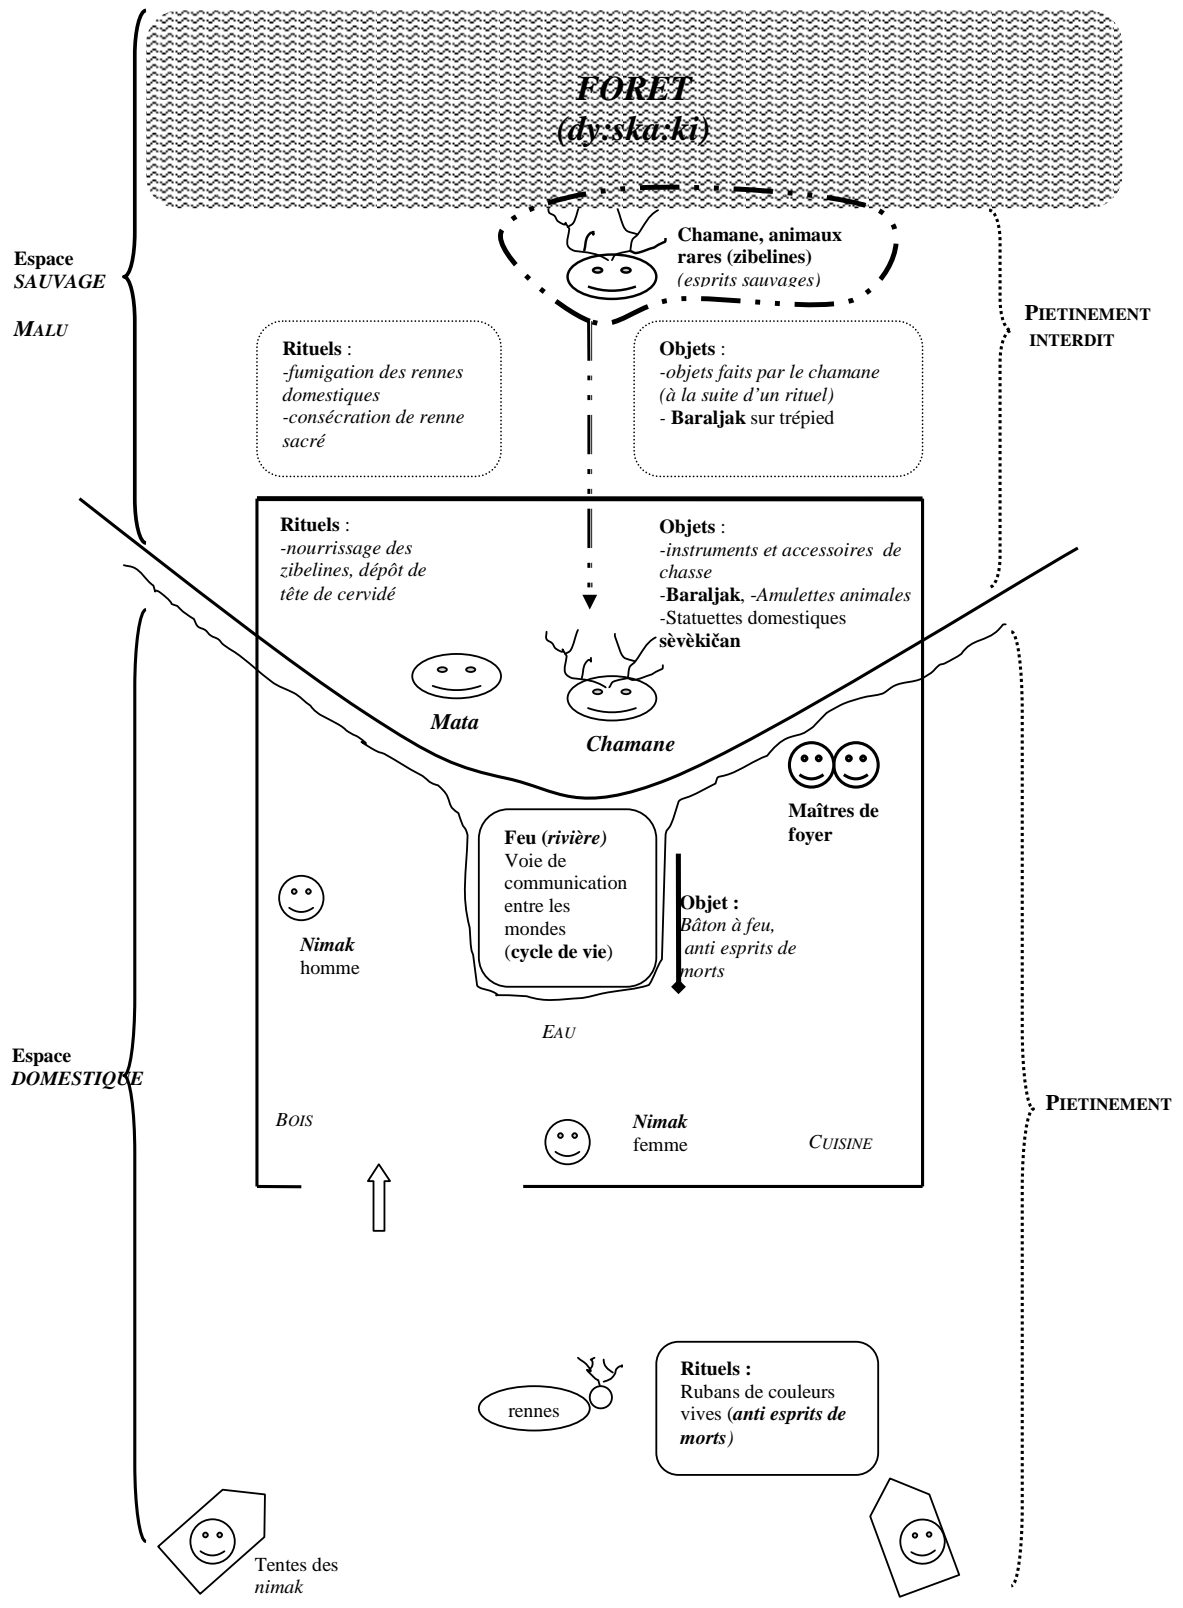 FORET
(dy:ska:ki)
Chamane, animaux
rares (zibelines)
(esprits sauvages)
Espace
SAUVAGE
MALU
PIETINEMENT
INTERDIT
Rituels :
-fumigation des rennes
domestiques
-consécration de renne
sacré
Objets :
-objets faits par le chamane
(à la suite d’un rituel)
- Baraljak sur trépied
Rituels :
-nourrissage des
zibelines, dépôt de
tête de cervidé
Objets :
-instruments et accessoires de
chasse
-Baraljak, -Amulettes animales
-Statuettes domestiques
sèvèkičan
Mata
Chamane
Maîtres de
foyer
Feu (rivière)
Voie de
communication
entre les
mondes
(cycle de vie)
Objet :
Bâton à feu,
anti esprits de
morts
Nimak
homme
EAU
Espace
DOMESTIQUE
PIETINEMENT
BOIS
Nimak
femme
CUISINE
rennes
Rituels :
Rubans de couleurs
vives (anti esprits de
morts)
Tentes des
nimak